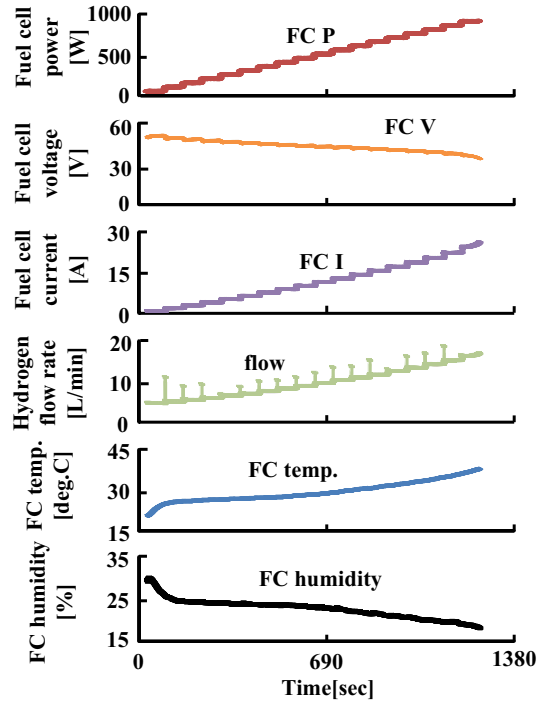 Fuel cell
power
[W]
1000
500
0
FC P
Fuel cell
voltage
[V]
60
30
0
FC V
Fuel cell
current
[A]
30
15
0
FC I
Hydrogen
flow rate
[L/min]
20
10
0
flow
FC temp.
[deg.C]
45
30
15
FC temp.
FC humidity
[%]
35
25
15
FC humidity
0
690
1380
Time[sec]